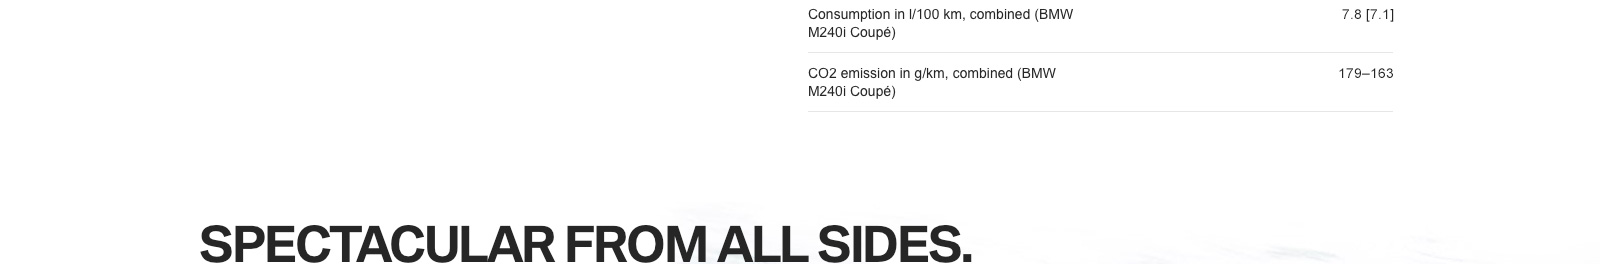 Consumption in l/100 km, combined (BMW 7.8 [7.1]
M240i Coupé)
CO2 emission in g/km, combined (BMW 179–163
M240i Coupé)
SPECTACULAR FROM ALL SIDES.